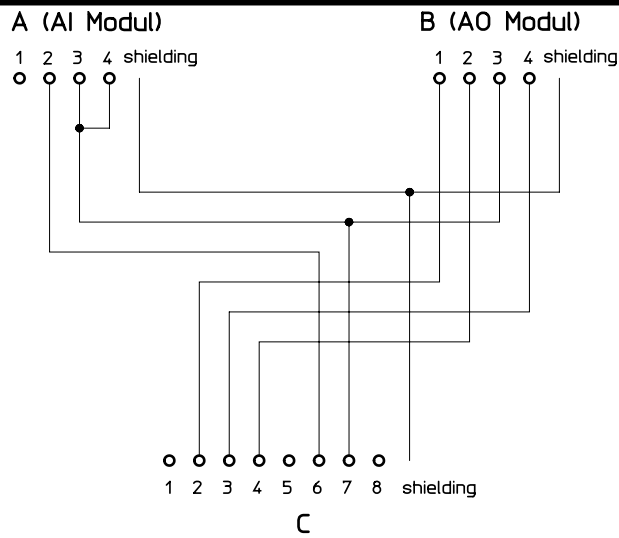 A (AI Modul) B (AO Modul)
1 2 3 4 shielding 1 2 3 4 shielding
1 2 3 4 5 6 7 8 shielding
C